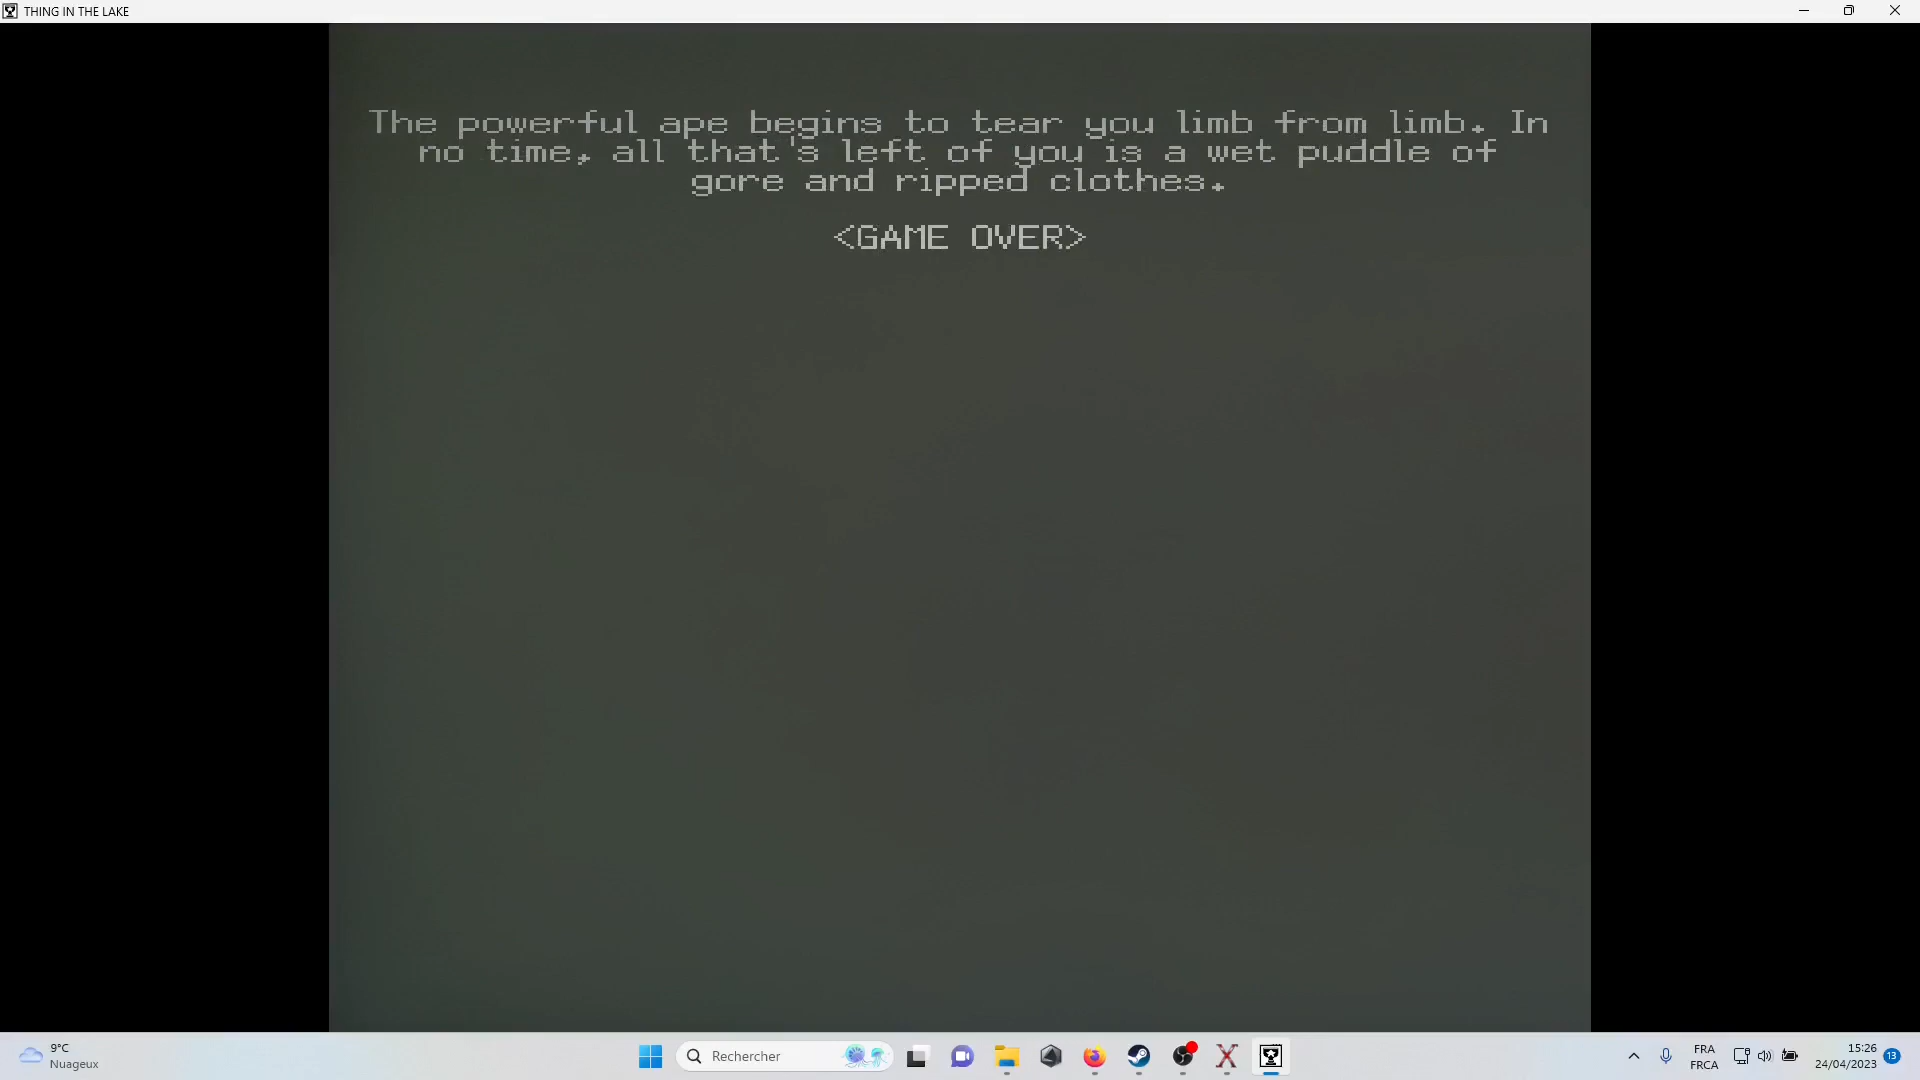 THING IN THE LAKE
The powerful ape begins to tear you limb from limb. In
no time, all that's left of you is a wet puddle of
gore and ripped clothes.
<GAME OVER>
9°C
Nuageux
Rechercher
FRA
FRCA
15:26
24/04/2023
13